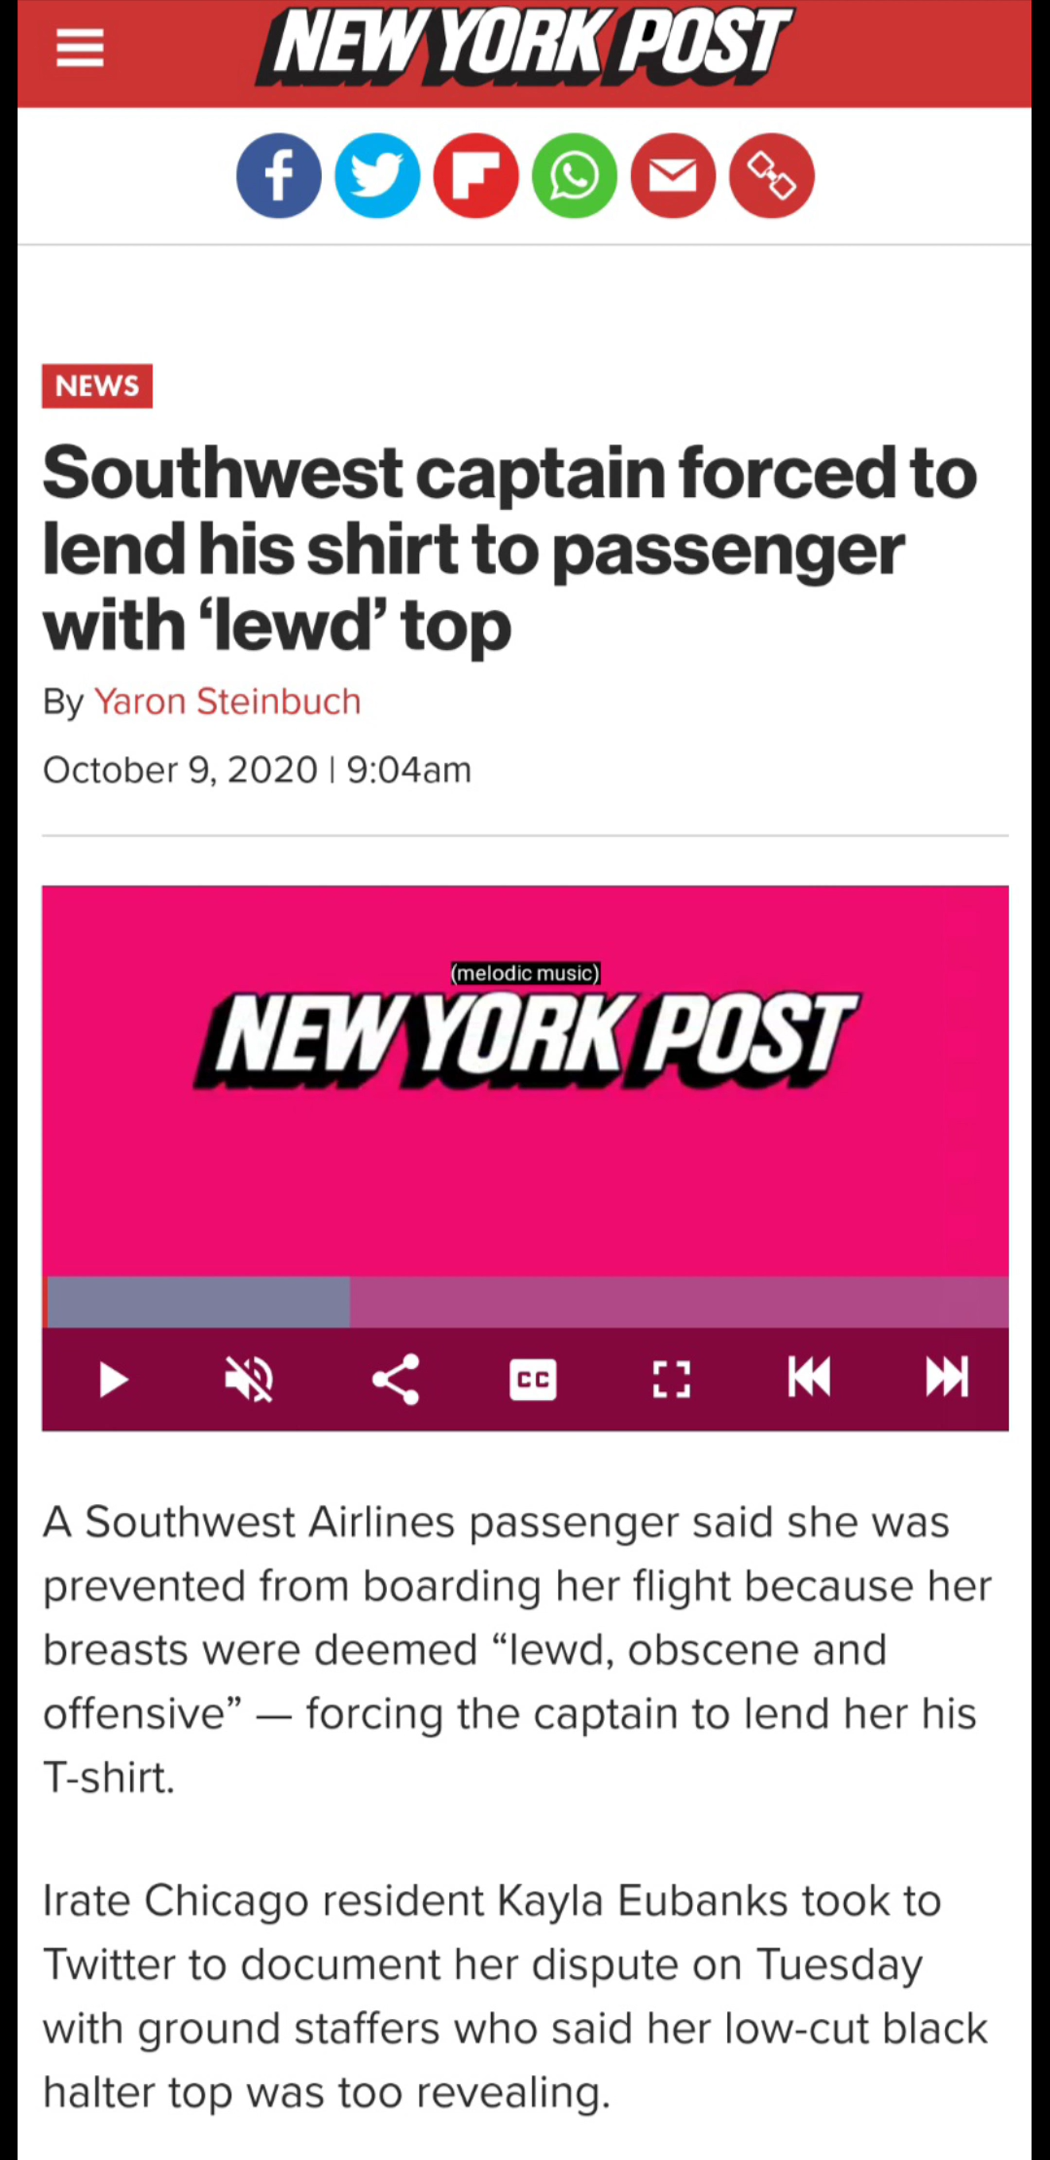 NEW YORK POST
NEWS
Southwest captain forced to
lend his shirt to passenger
with ‘lewd’ top
By Yaron Steinbuch
October 9, 2020 | 9:04am
(melodic music)
NEW YORK POST
CC
A Southwest Airlines passenger said she was
prevented from boarding her flight because her
breasts were deemed “lewd, obscene and
offensive” — forcing the captain to lend her his
T-shirt.
Irate Chicago resident Kayla Eubanks took to
Twitter to document her dispute on Tuesday
with ground staffers who said her low-cut black
halter top was too revealing.